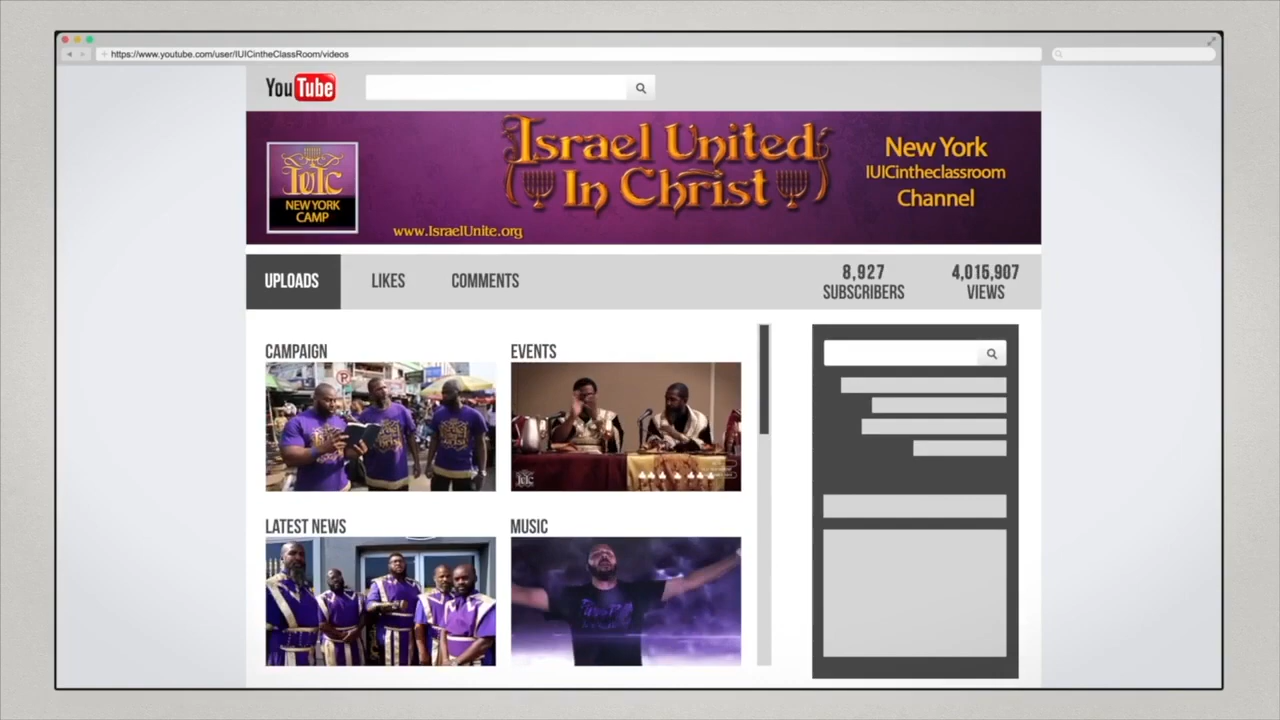 https://www.youtube.com/user/IUICintheClassRoom/videos
YouTube
Israel United
In Christ
IUIC
NEW YORK
CAMP
www.IsraelUnite.org
New York
IUICintheclassroom
Channel
UPLOADS
LIKES
COMMENTS
8,927
SUBSCRIBERS
4,015,907
VIEWS
CAMPAIGN
EVENTS
LATEST NEWS
MUSIC